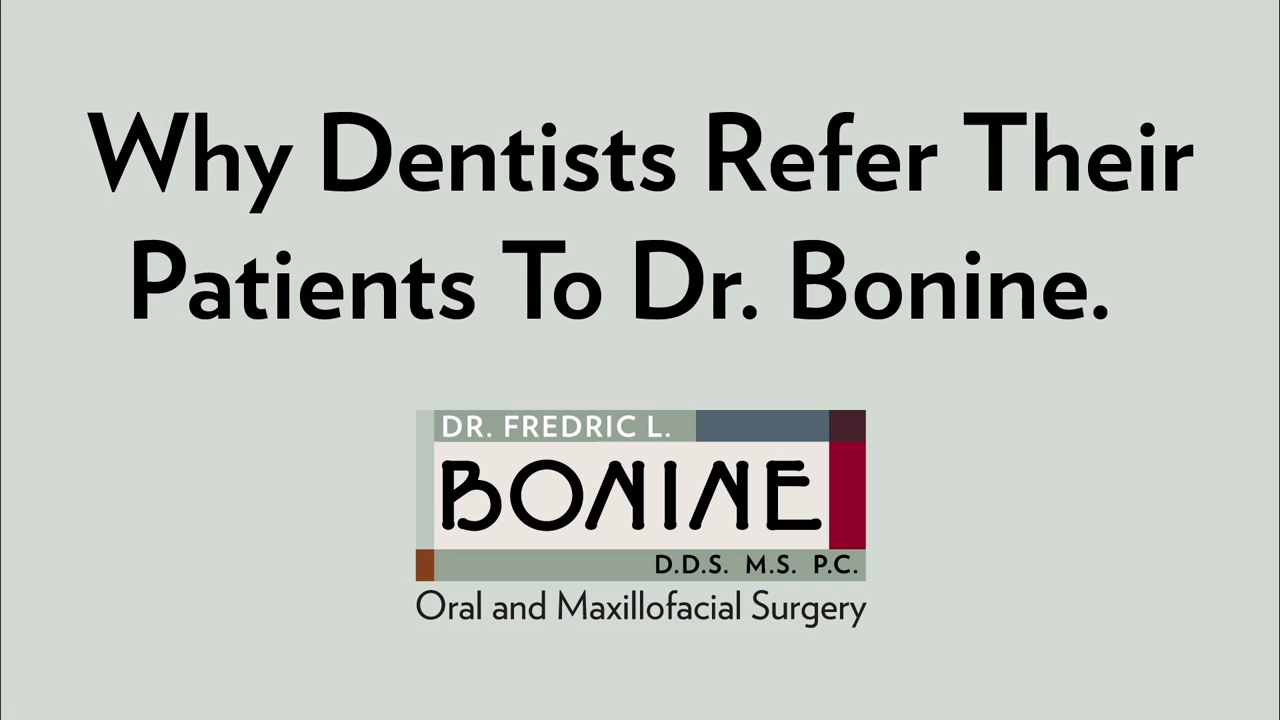 Why Dentists Refer Their
Patients To Dr. Bonine.
DR. FREDRIC L.
BONINE
D.D.S. M.S. P.C.
Oral and Maxillofacial Surgery